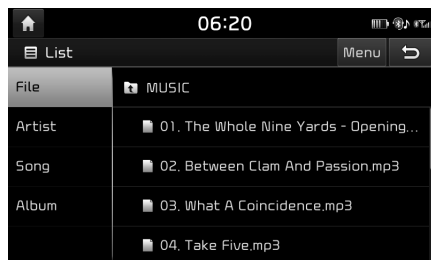 06:20
List
Menu
File
MUSIC
Artist
01. The Whole Nine Yards - Opening...
Song
02. Between Clam And Passion.mp3
Album
03. What A Coincidence.mp3
04. Take Five.mp3